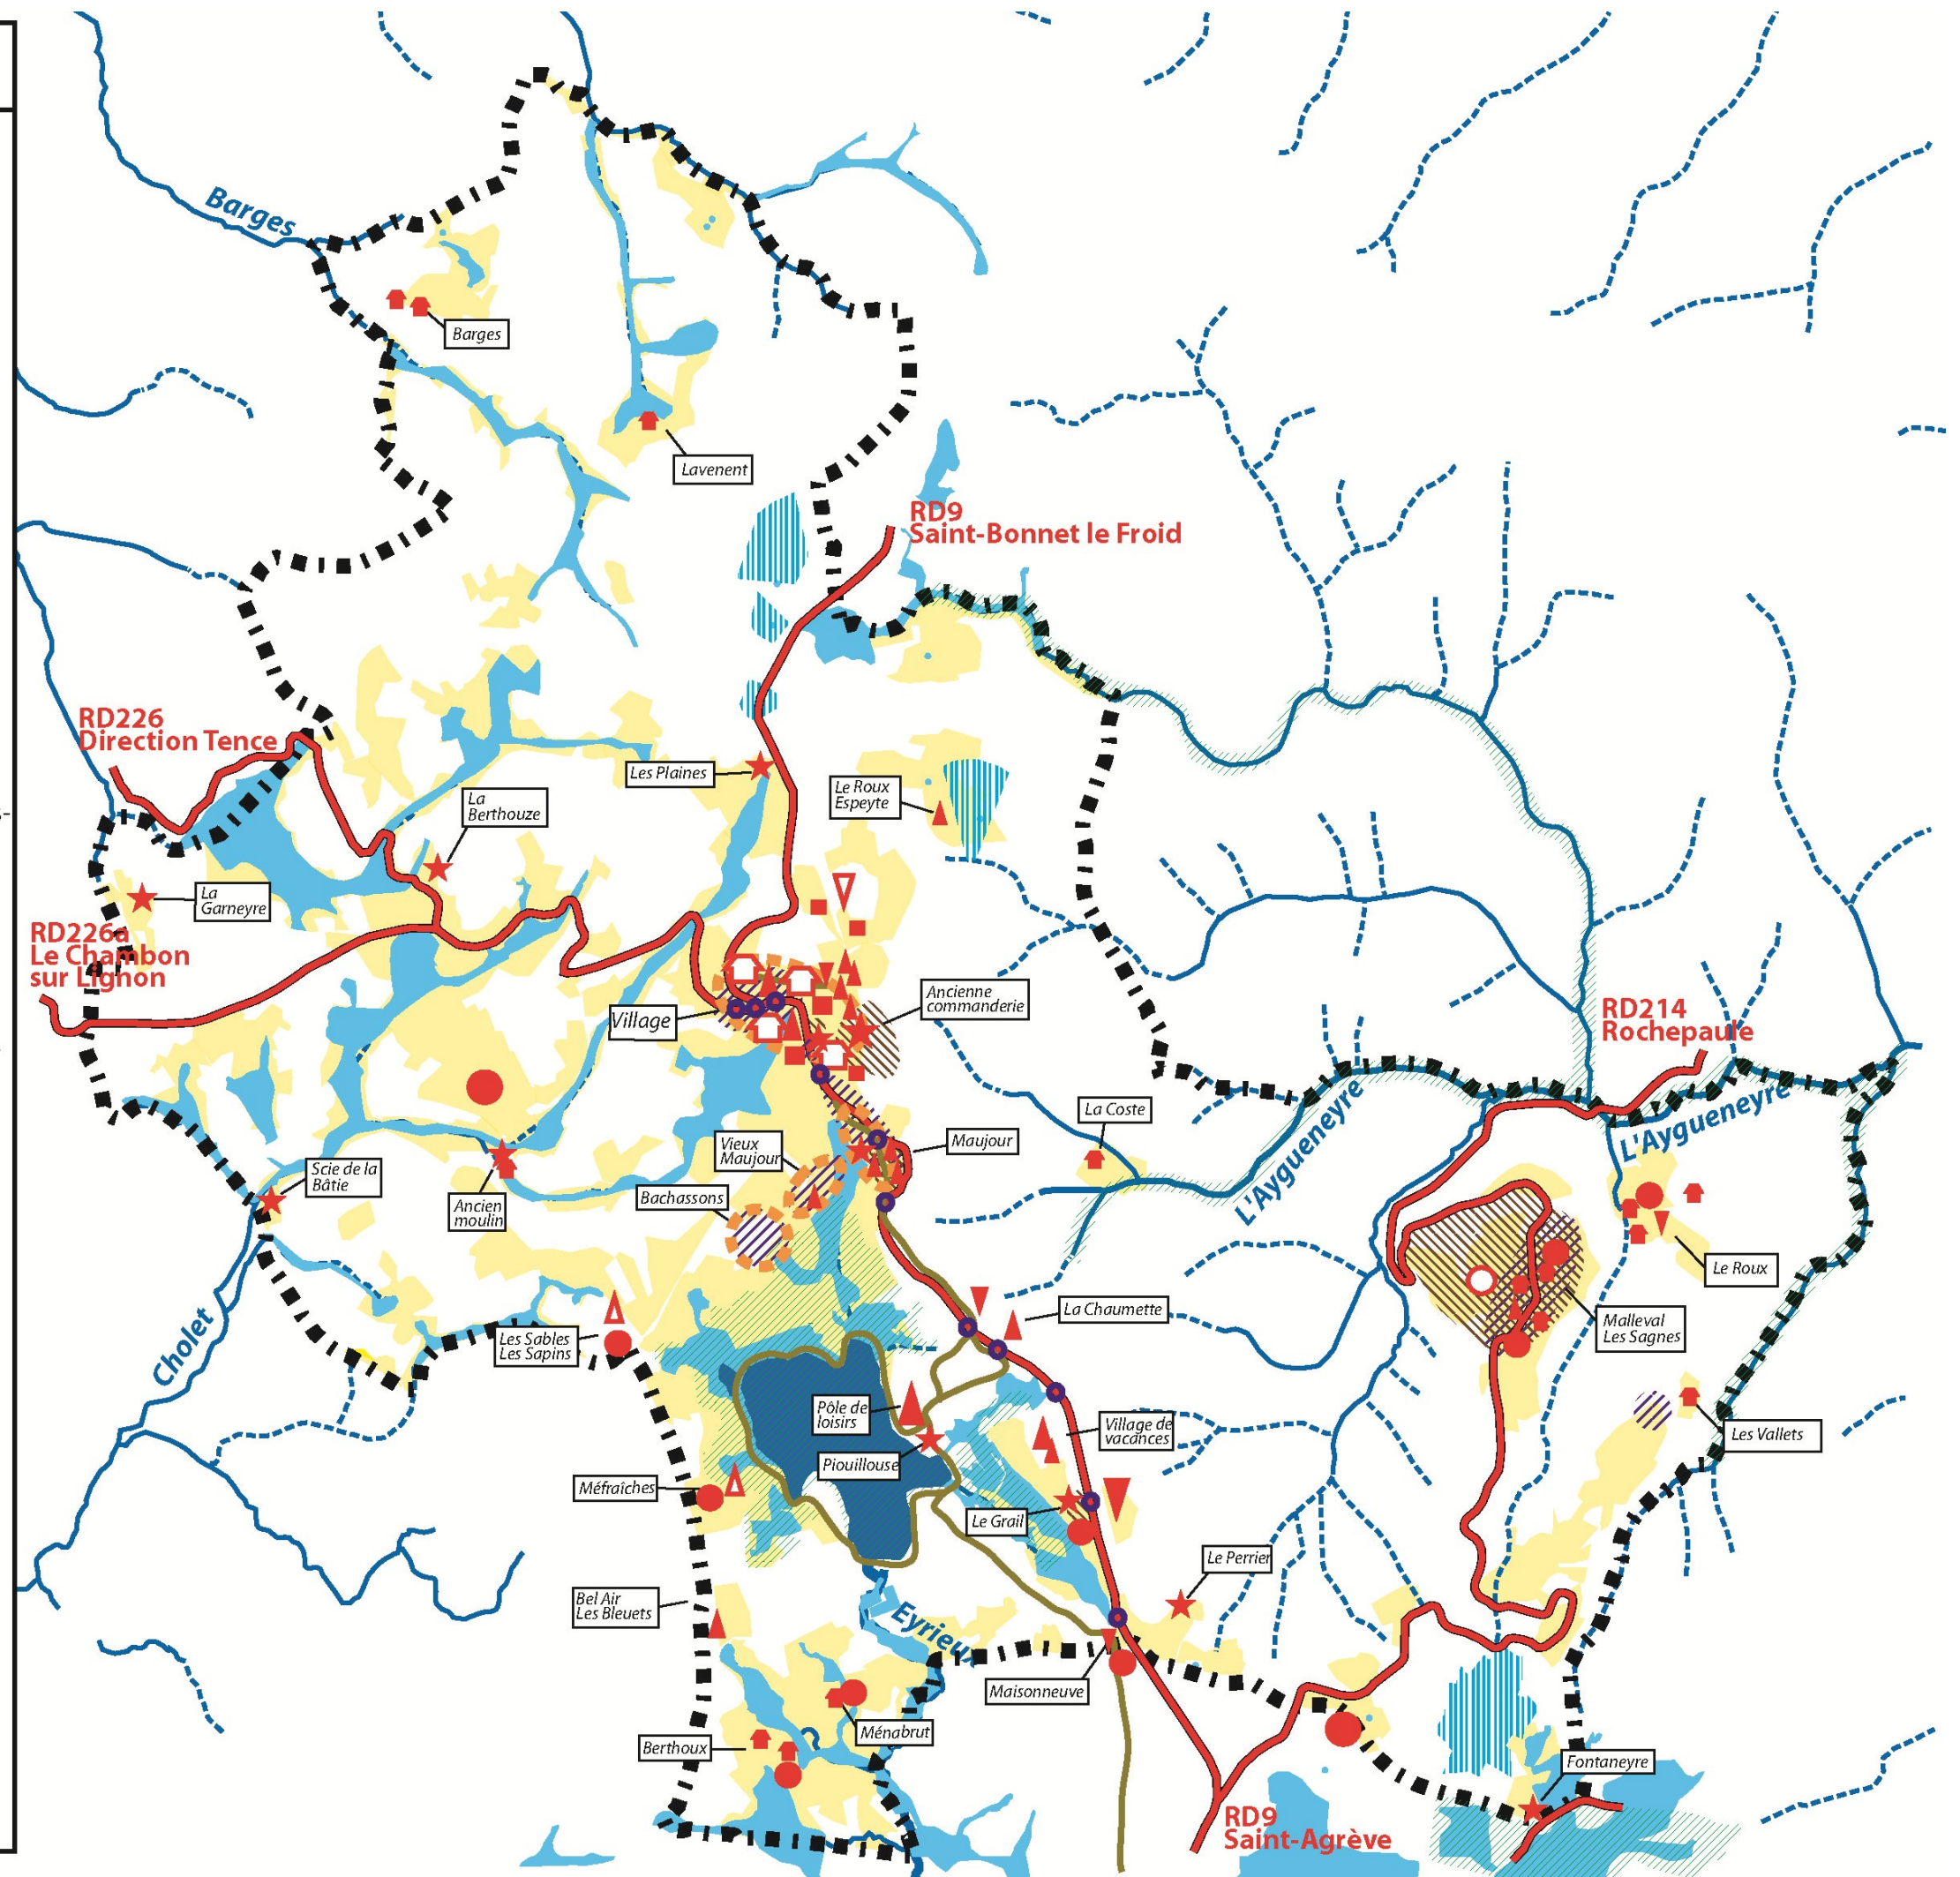 Barges
Barges
Lavenent
RD9
Saint-Bonnet le Froid
RD226
Direction Tence
Les Plaines
Le Roux
Espeyte
La
Berthouze
La
Garneyre
RD226a
Le Chambon
sur Lignon
Ancienne
commanderie
Village
RD214
Rochepaule
L'Aygueneyre
L'Aygueneyre
La Coste
Maujour
Vieux
Maujour
Bachassons
Scie de la
Bâtie
Ancien
moulin
Le Roux
La Chaumette
Malleval
Les Sagnes
Cholet
Les Sables
Les Sapins
Pôle de
loisirs
Piouillouse
Village de
vacances
Les Vallets
Méfraîches
Le Grail
Le Perrier
Bel Air
Les Bleuets
Eyrieux
Maisonneuve
Ménabrut
Berthoux
Fontaneyre
RD9
Saint-Agrève